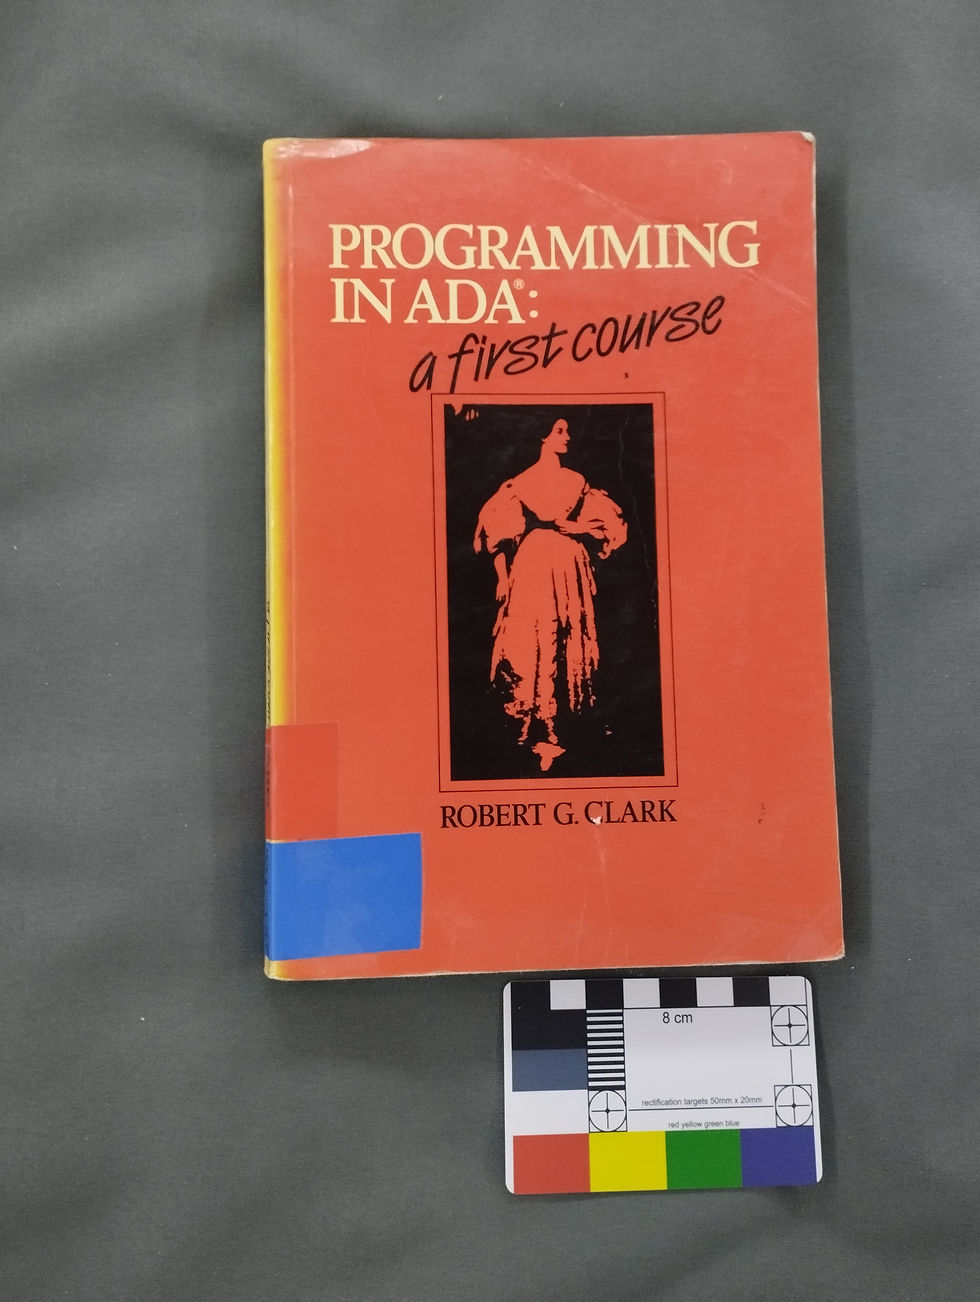 PROGRAMMING
IN ADA®:
a first course
ROBERT G. CLARK
8 cm
rectification targets 50mm x 20mm
red yellow green blue